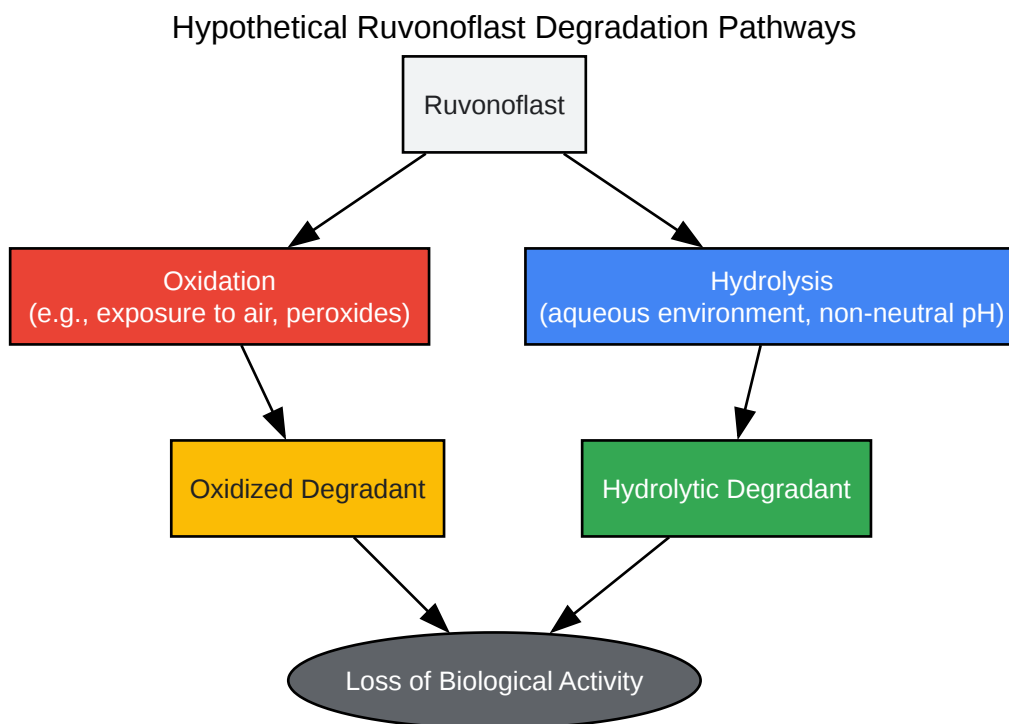 Hypothetical Ruvonoflast Degradation Pathways
Ruvonoflast
Oxidation
(e.g., exposure to air, peroxides)
Hydrolysis
(aqueous environment, non-neutral pH)
Oxidized Degradant
Hydrolytic Degradant
Loss of Biological Activity